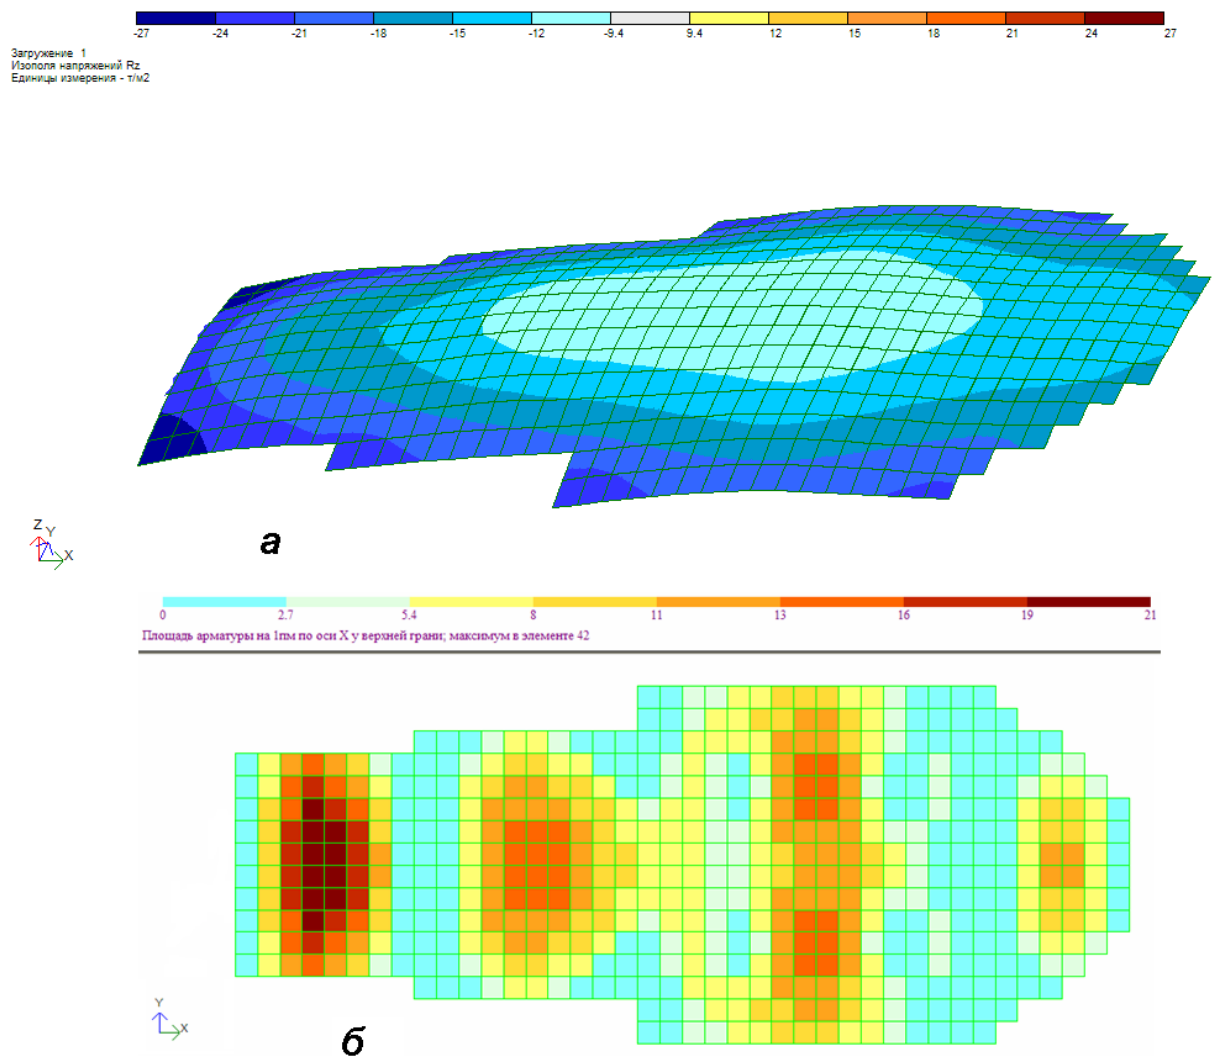 -27 -24 -21 -18 -15 -12 -9.4 9.4 12 15 18 21 24 27
Загружение 1
Изополя напряжений Rz
Единицы измерения - т/м2
Z
Y
X
а
0 2.7 5.4 8 11 13 16 19 21
Площадь арматуры на 1пм по оси X у верхней грани; максимум в элементе 42
Y
X
б